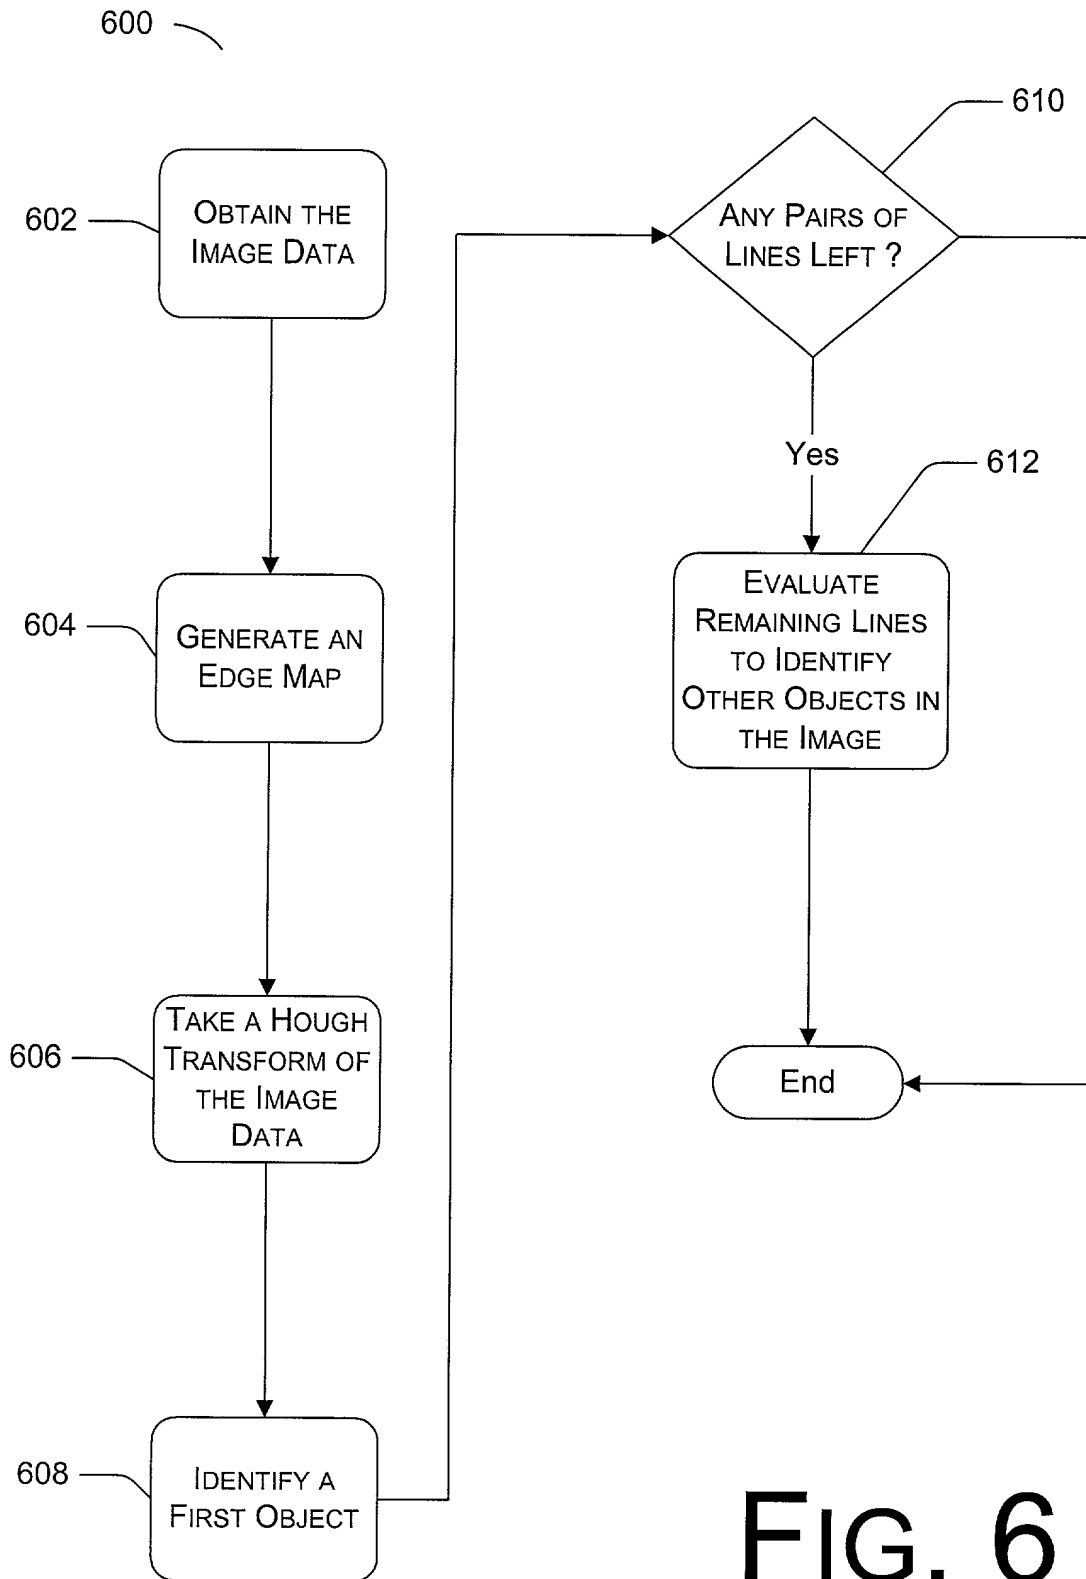 600
602
OBTAIN THE
IMAGE DATA
604
GENERATE AN
EDGE MAP
606
TAKE A HOUGH
TRANSFORM OF
THE IMAGE
DATA
608
IDENTIFY A
FIRST OBJECT
610
ANY PAIRS OF
LINES LEFT ?
Yes
612
EVALUATE
REMAINING LINES
TO IDENTIFY
OTHER OBJECTS IN
THE IMAGE
End
FIG. 6